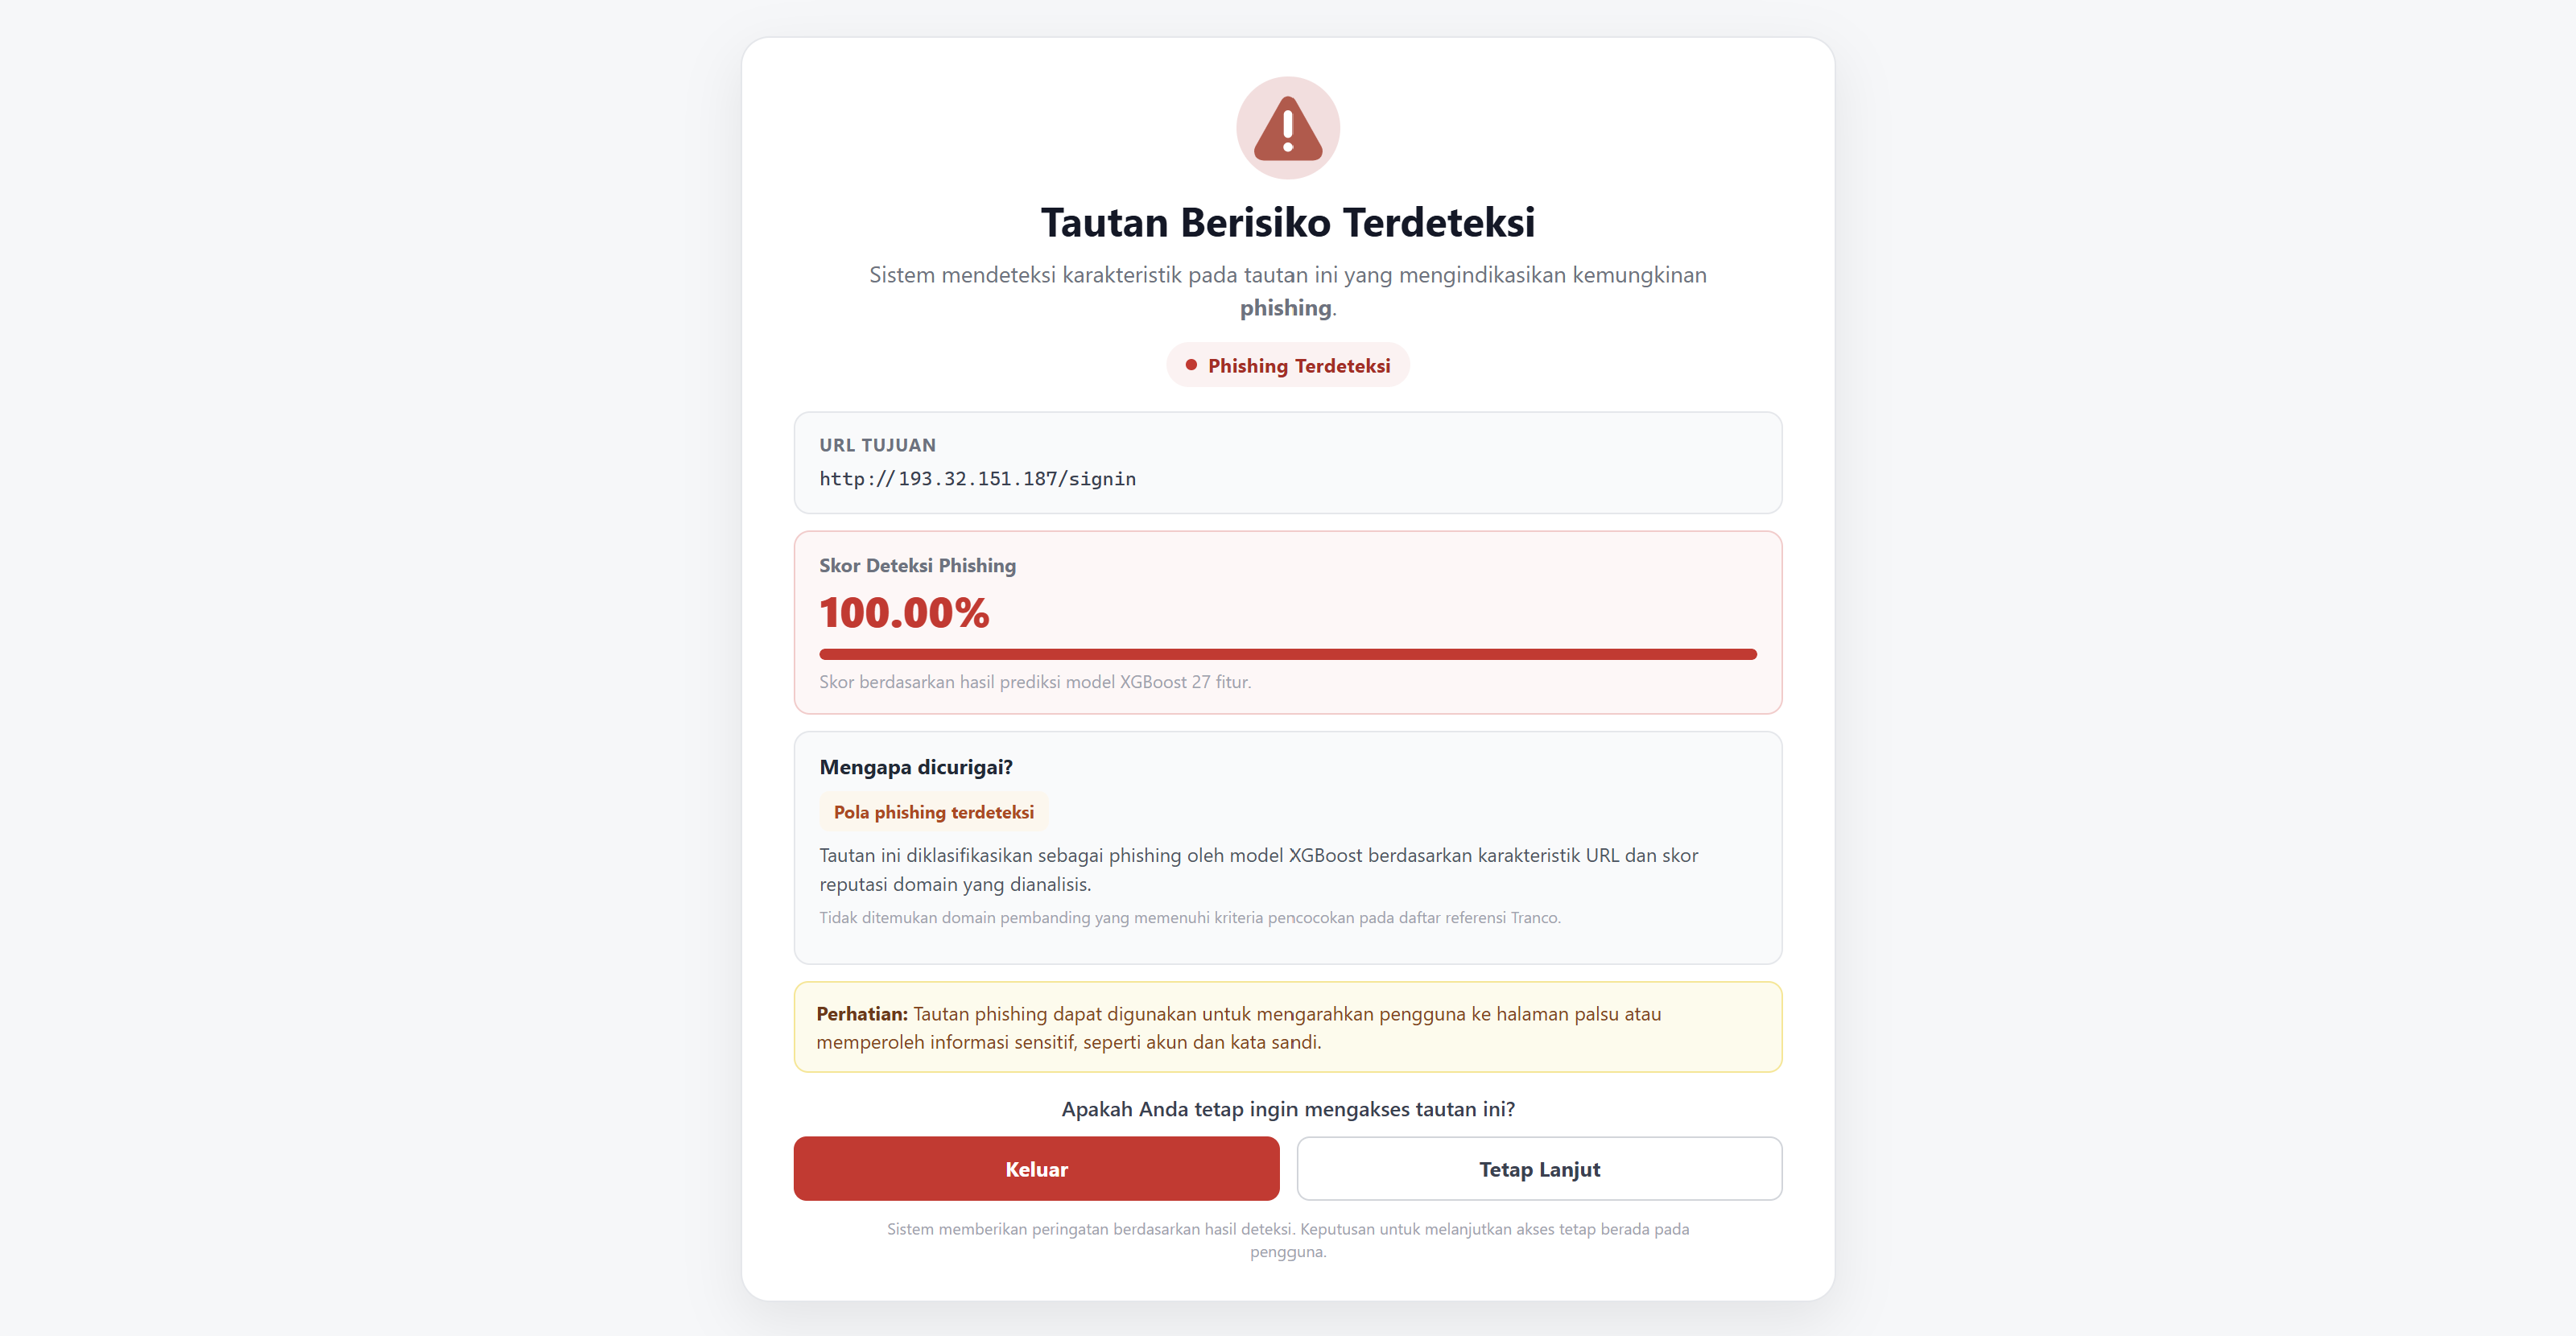 Tautan Berisiko Terdeteksi
Sistem mendeteksi karakteristik pada tautan ini yang mengindikasikan kemungkinan
phishing.
Phishing Terdeteksi
URL TUJUAN
http://193.32.151.187/signin
Skor Deteksi Phishing
100.00%
Skor berdasarkan hasil prediksi model XGBoost 27 fitur.
Mengapa dicurigai?
Pola phishing terdeteksi
Tautan ini diklasifikasikan sebagai phishing oleh model XGBoost berdasarkan karakteristik URL dan skor
reputasi domain yang dianalisis.
Tidak ditemukan domain pembanding yang memenuhi kriteria pencocokan pada daftar referensi Tranco.
Perhatian: Tautan phishing dapat digunakan untuk mengarahkan pengguna ke halaman palsu atau
memperoleh informasi sensitif, seperti akun dan kata sandi.
Apakah Anda tetap ingin mengakses tautan ini?
Keluar
Tetap Lanjut
Sistem memberikan peringatan berdasarkan hasil deteksi. Keputusan untuk melanjutkan akses tetap berada pada
pengguna.